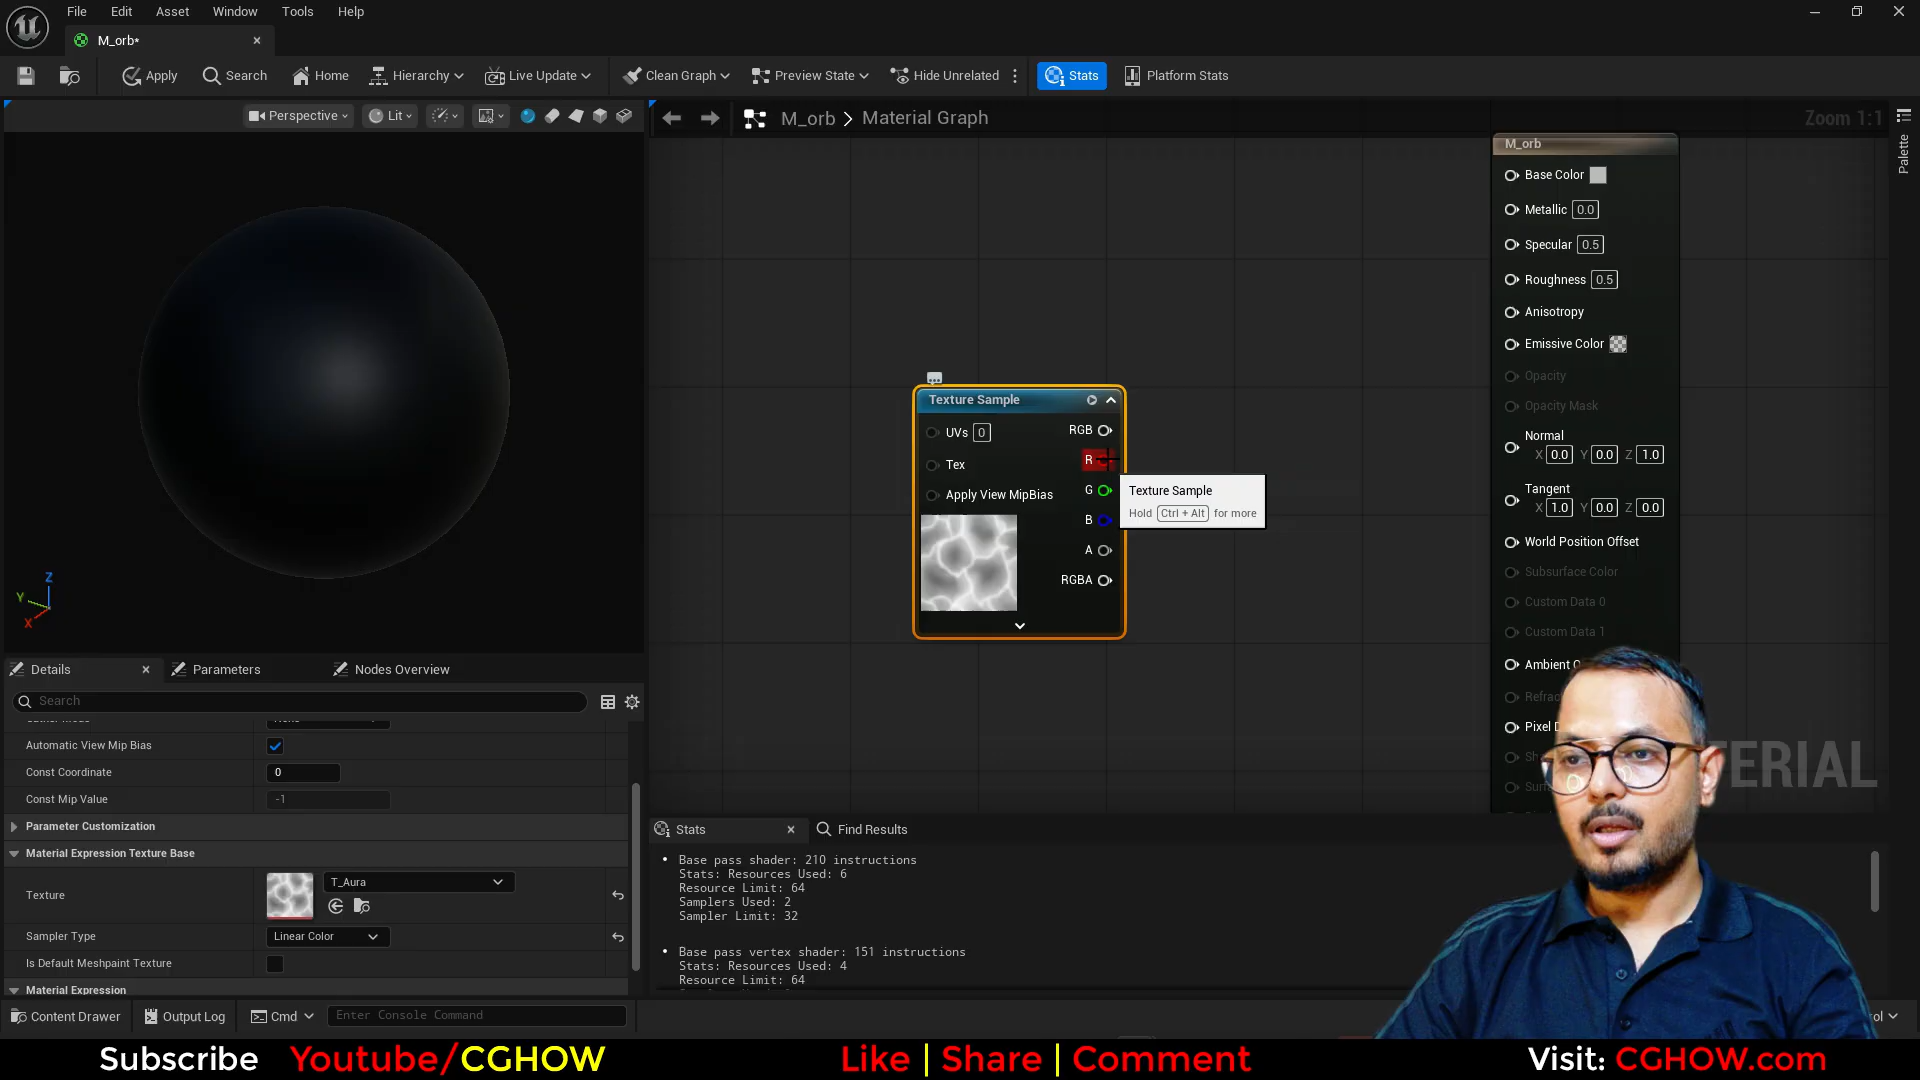 File Edit Asset Window Tools Help
M_orb*
Apply Search Home Hierarchy Live Update Clean Graph Preview State Hide Unrelated Stats Platform Stats
Perspective Lit
M_orb > Material Graph
Zoom 1:1
Palette
M_orb
Base Color
Metallic 0.0
Specular 0.5
Roughness 0.5
Anisotropy
Emissive Color
Opacity
Opacity Mask
Normal
X 0.0 Y 0.0 Z 1.0
Tangent
X 1.0 Y 0.0 Z 0.0
World Position Offset
Subsurface Color
Custom Data 0
Custom Data 1
Ambient
Pixel
Texture Sample
UVs 0 RGB
R
Tex
G
Apply View MipBias
B
A
RGBA
Texture Sample
Hold Ctrl + Alt for more
Z
Y
X
Details Parameters Nodes Overview
Search
Automatic View Mip Bias
Const Coordinate 0
Const Mip Value -1
Parameter Customization
Material Expression Texture Base
Texture T_Aura
Sampler Type Linear Color
Is Default Meshpaint Texture
Material Expression
Stats Find Results
• Base pass shader: 210 instructions
Stats: Resources Used: 6
Resource Limit: 64
Samplers Used: 2
Sampler Limit: 32
• Base pass vertex shader: 151 instructions
Stats: Resources Used: 4
Resource Limit: 64
Content Drawer Output Log Cmd Enter Console Command
Subscribe Youtube/CGHOW Like | Share | Comment Visit: CGHOW.com